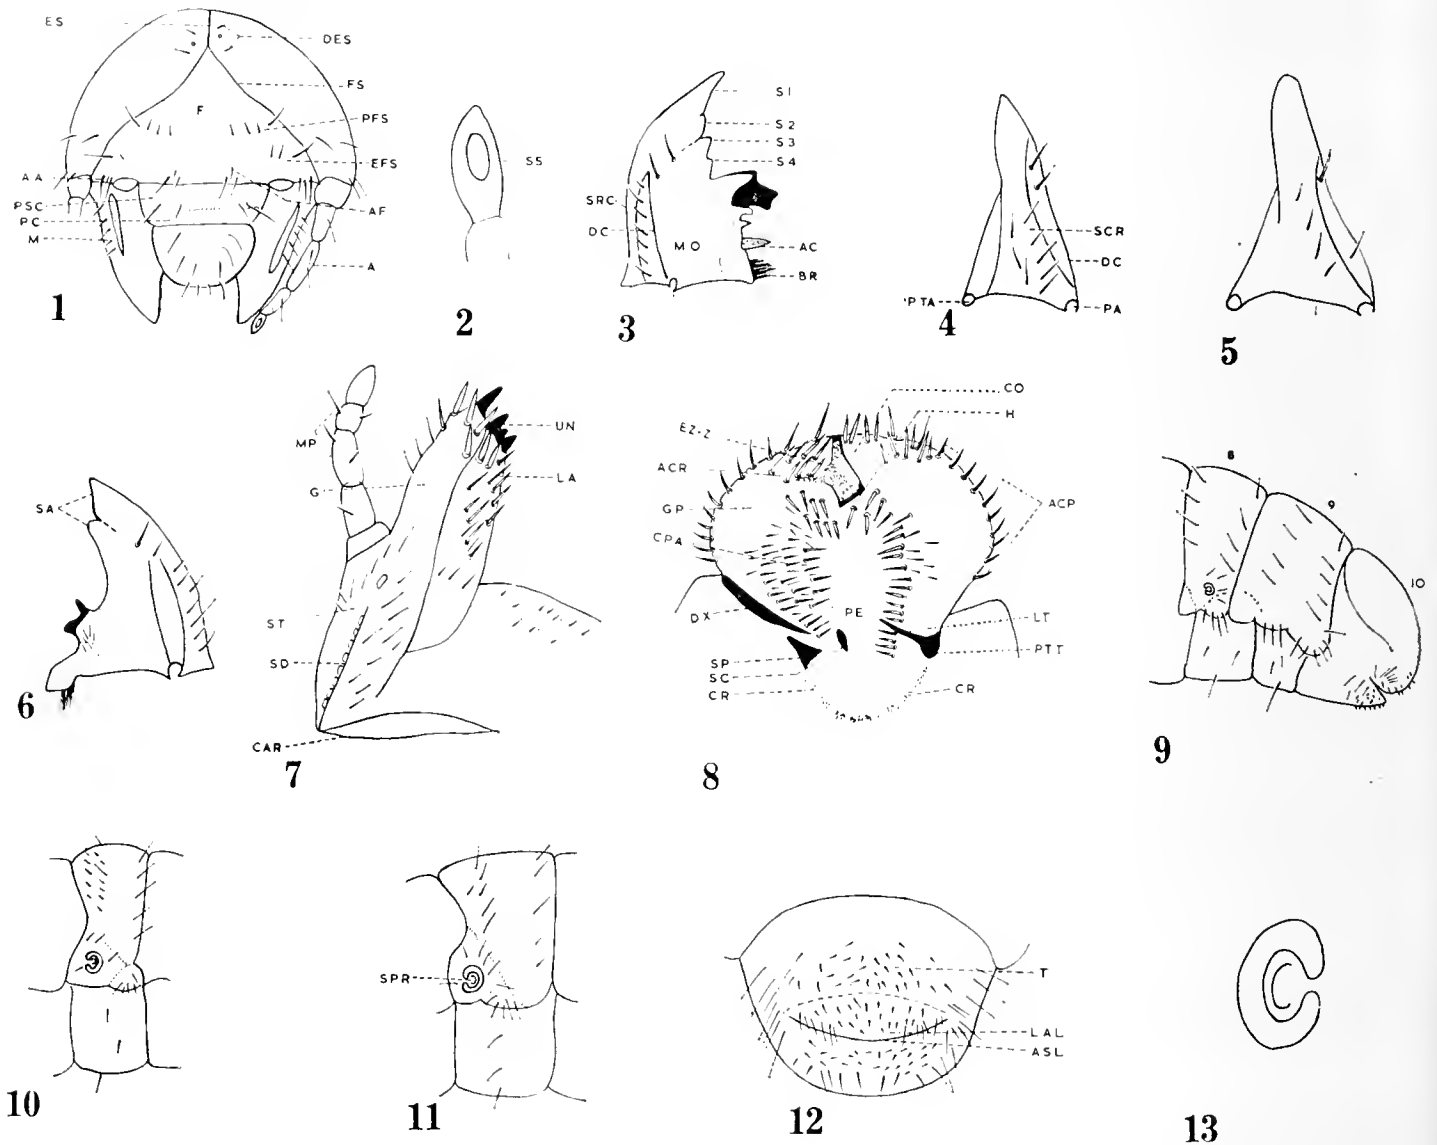 ES
DES
FS
F
PFS
EFS
AA
PSC
PC
M
AF
A
1
SS
2
S1
S2
S3
S4
SRC
DC
MO
AC
BR
3
SCR
DC
PTA
PA
4
5
SA
6
MP
UN
G
LA
ST
SD
CAR
7
CO
H
EZ-Z
ACR
GP
CPA
ACP
DX
PE
LT
PTT
SP
SC
CR
CR
8
8
9
10
9
10
SPR
11
T
LAL
ASL
12
13